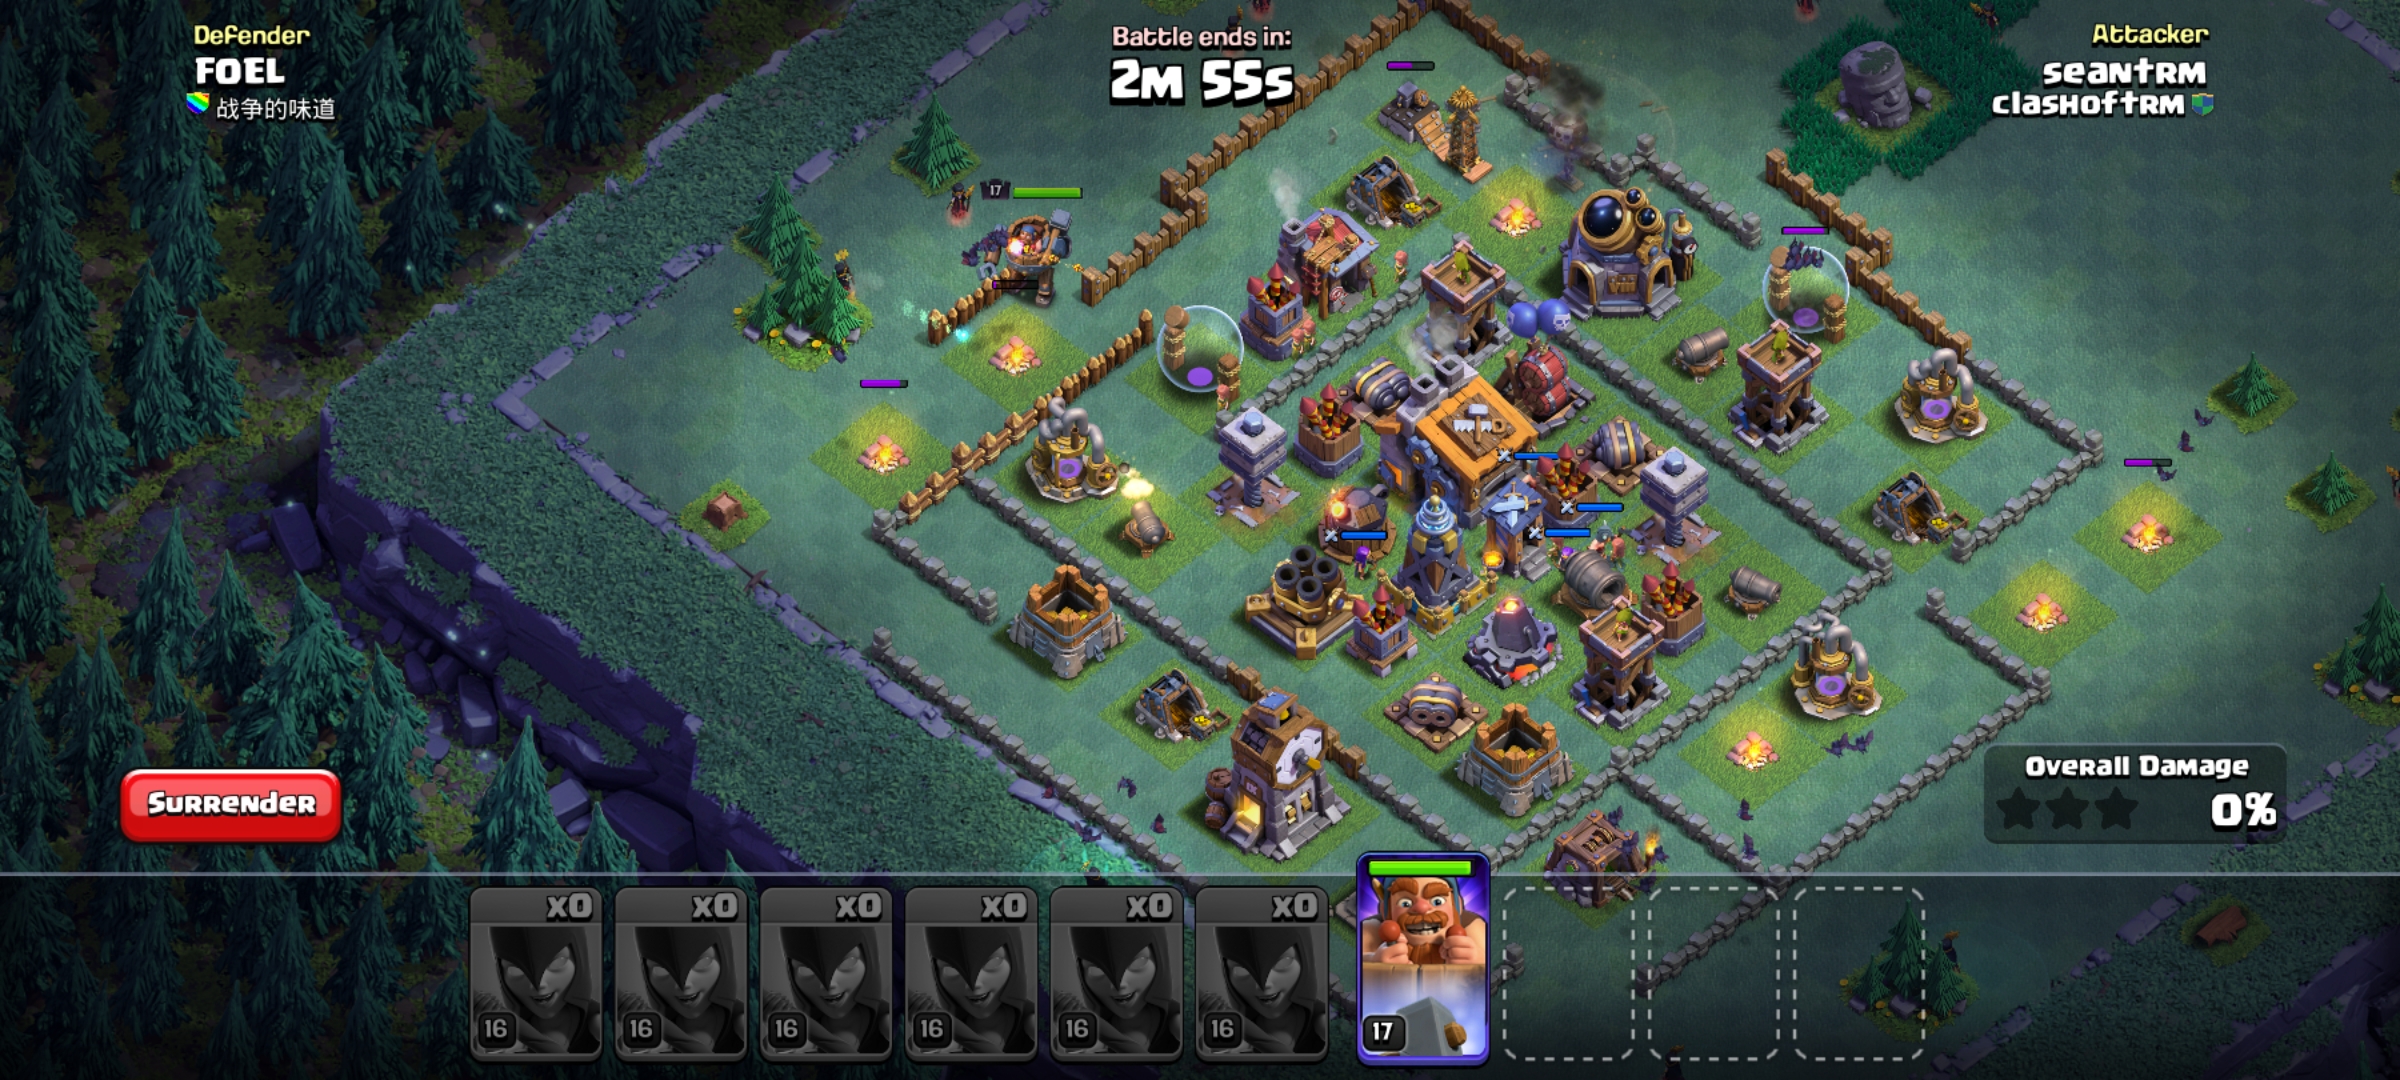 Defender
FOEL
战争的味道
Battle ends in:
2M 55s
Attacker
seantRM
clashoftRM
17
Surrender
Overall Damage
0%
x0
x0
x0
x0
x0
x0
16
16
16
16
16
16
17